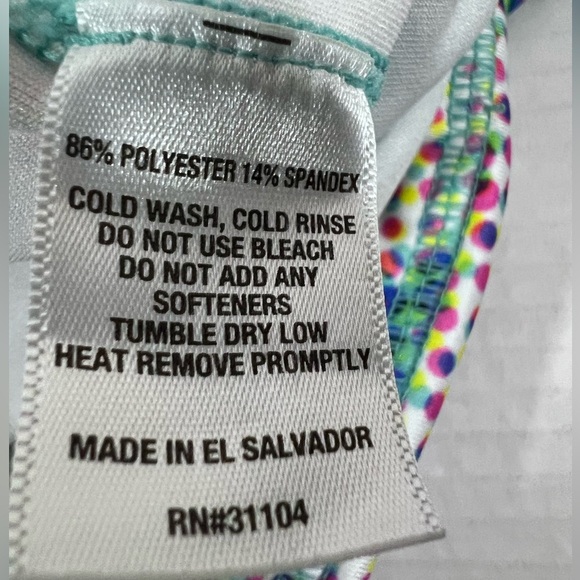 86% POLYESTER 14% SPANDEX
COLD WASH, COLD RINSE
DO NOT USE BLEACH
DO NOT ADD ANY
SOFTENERS
TUMBLE DRY LOW
HEAT REMOVE PROMPTLY
MADE IN EL SALVADOR
RN#31104